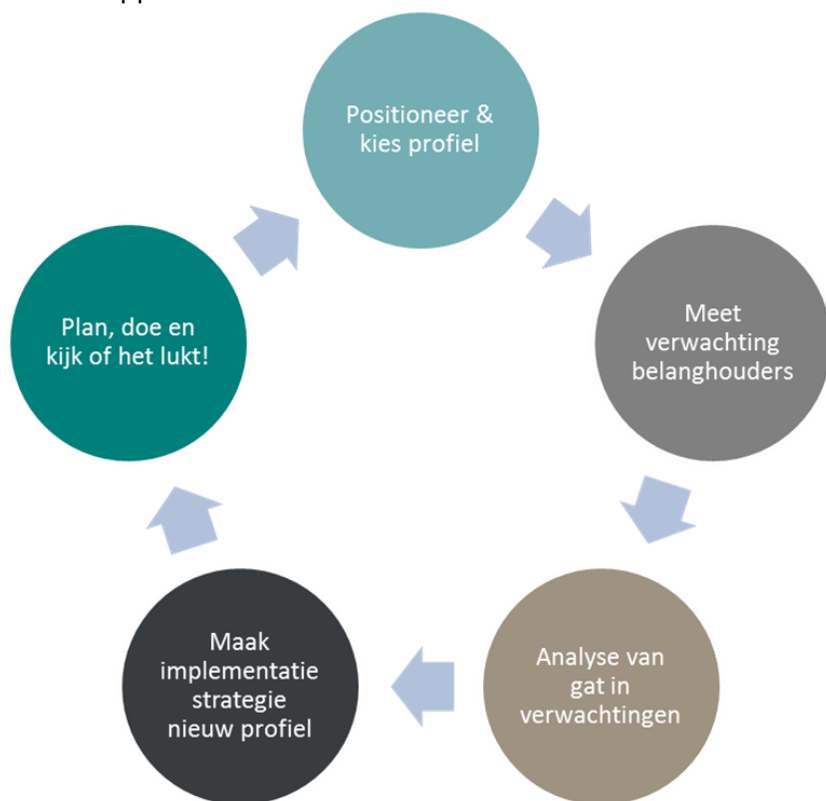 Positioneer &
kies profiel
Meet
verwachting
belanghouders
Analyse van
gat in
verwachtingen
Maak
implementatie
strategie
nieuw profiel
Plan, doe en
kijk of het lukt!